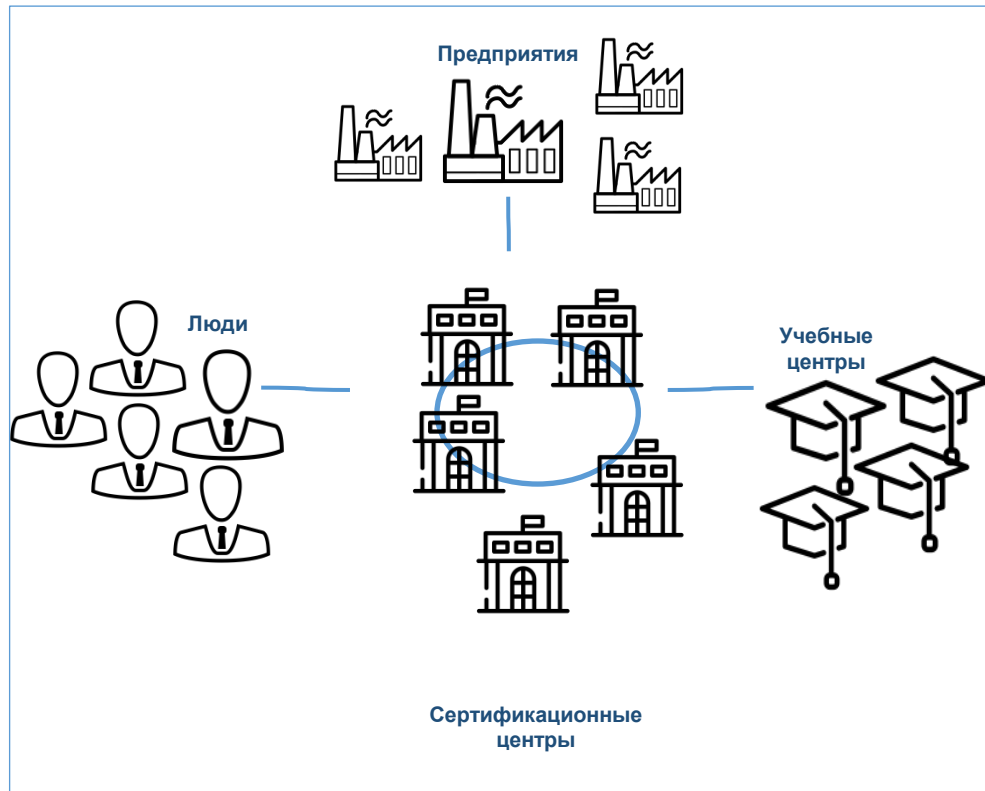 Предприятия
Люди
Учебные
центры
Сертификационные
центры